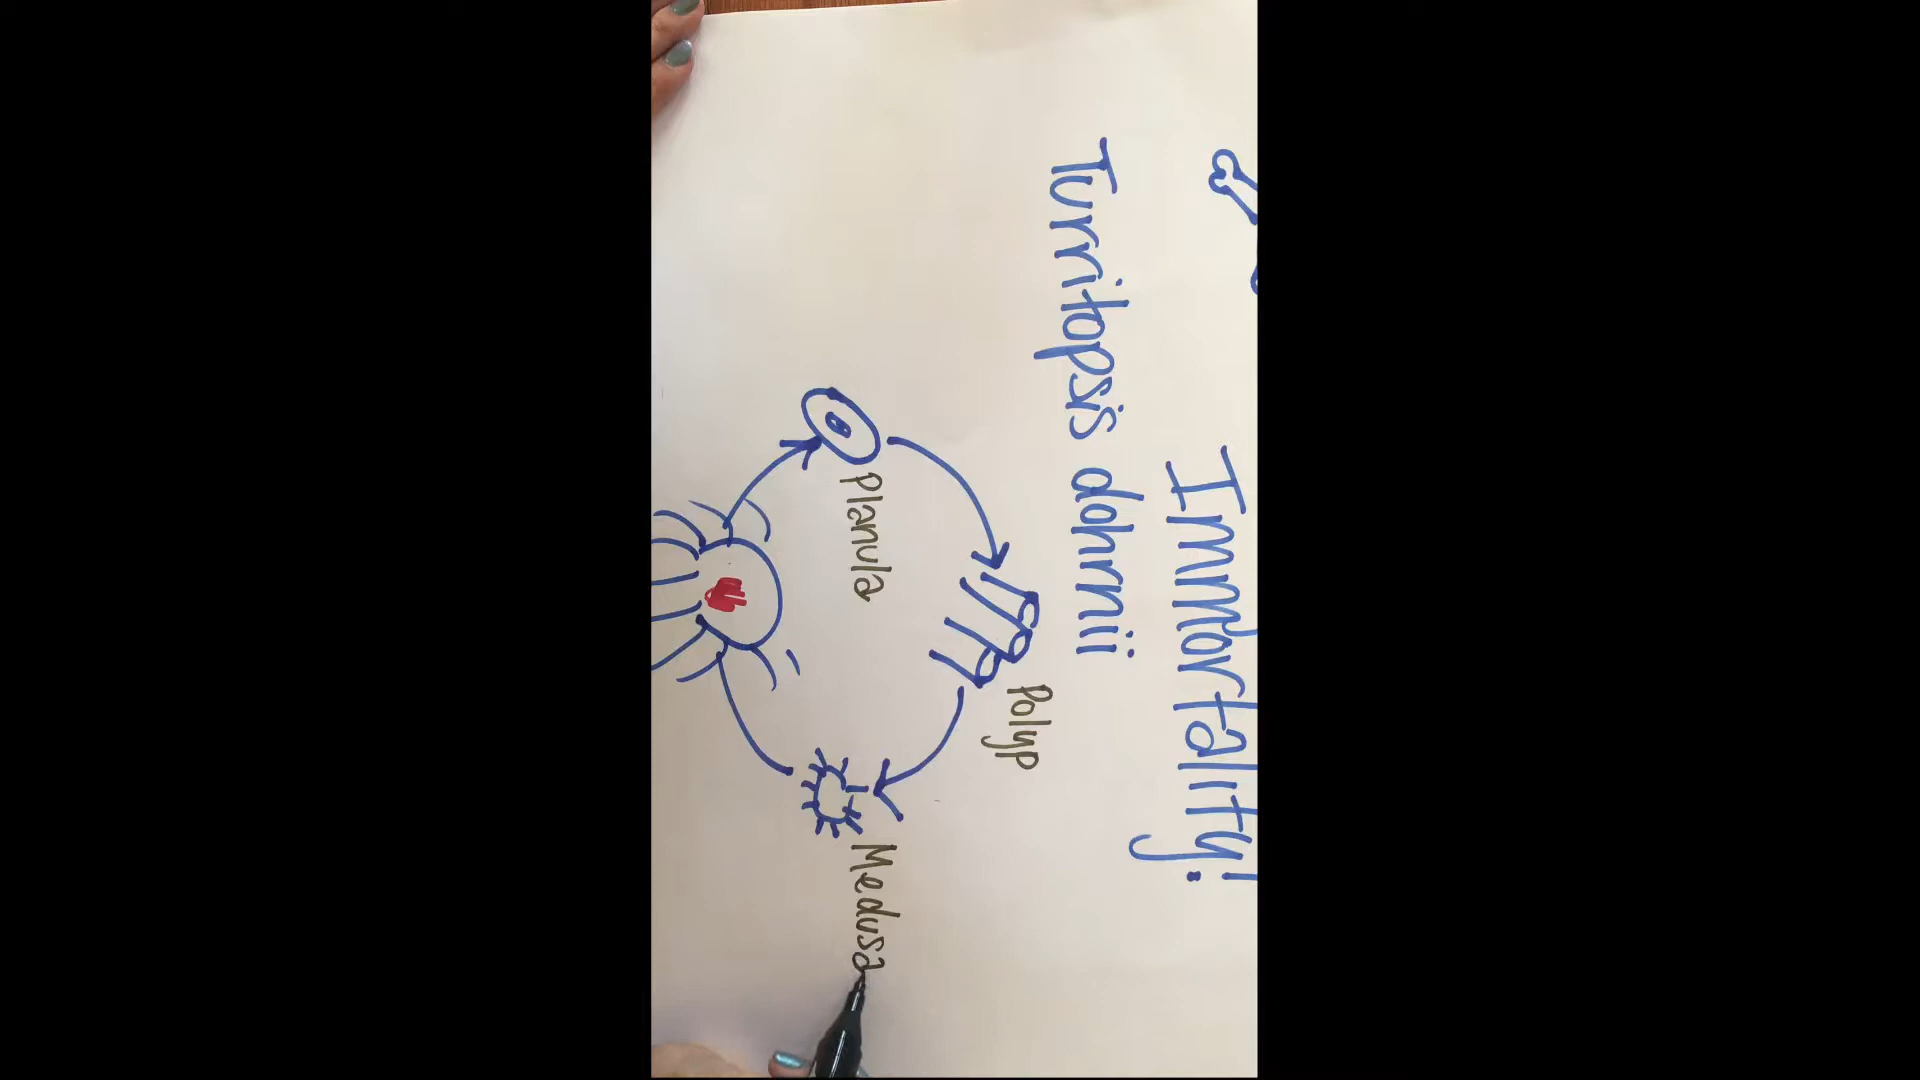 Immortality!
Turritopsis dohrnii
Polyp
Planula
Medusa